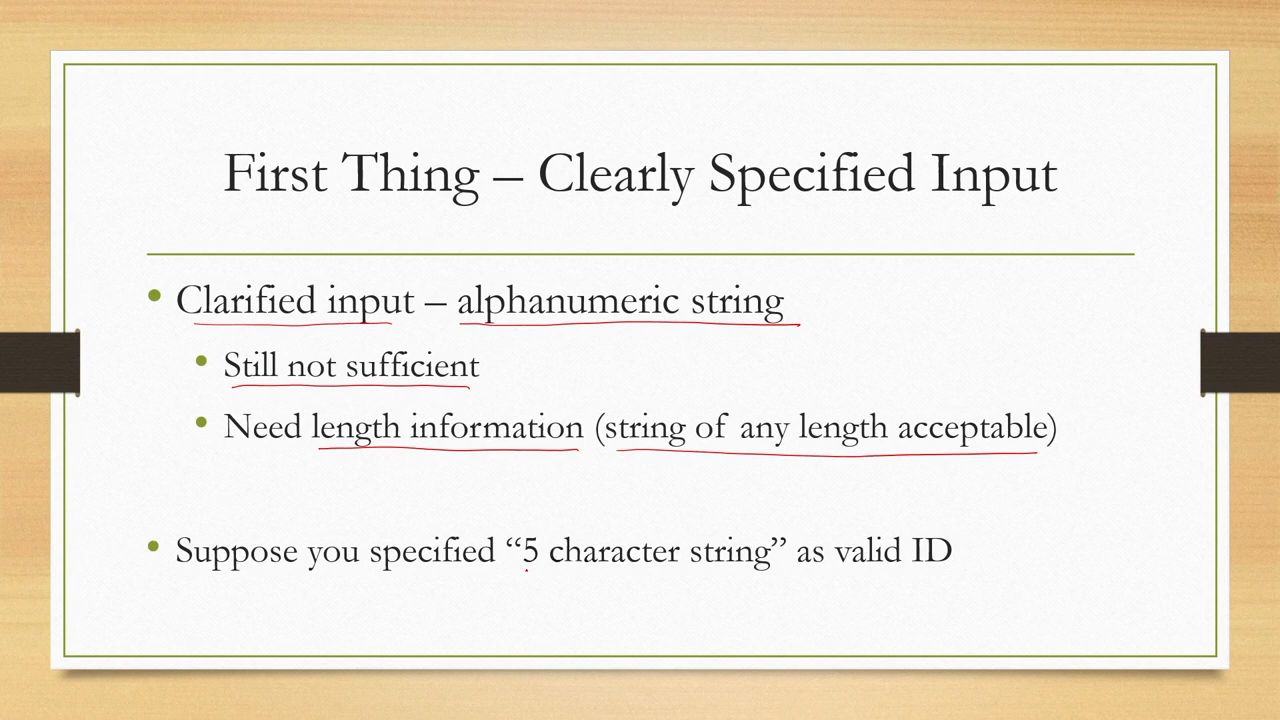 First Thing – Clearly Specified Input
• Clarified input – alphanumeric string
• Still not sufficient
• Need length information (string of any length acceptable)
• Suppose you specified “5 character string” as valid ID